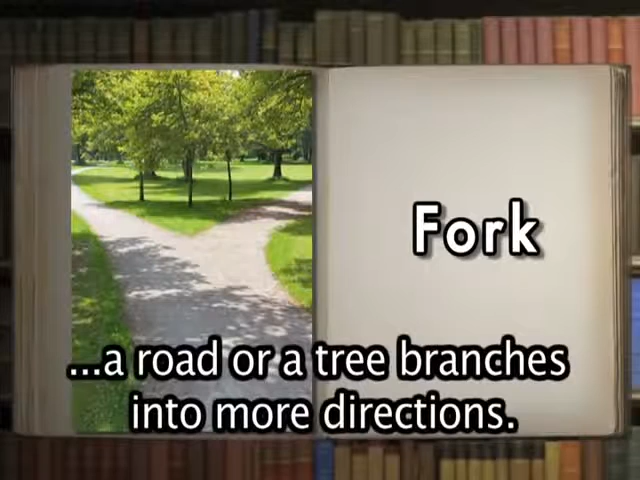 Fork
...a road or a tree branches
into more directions.